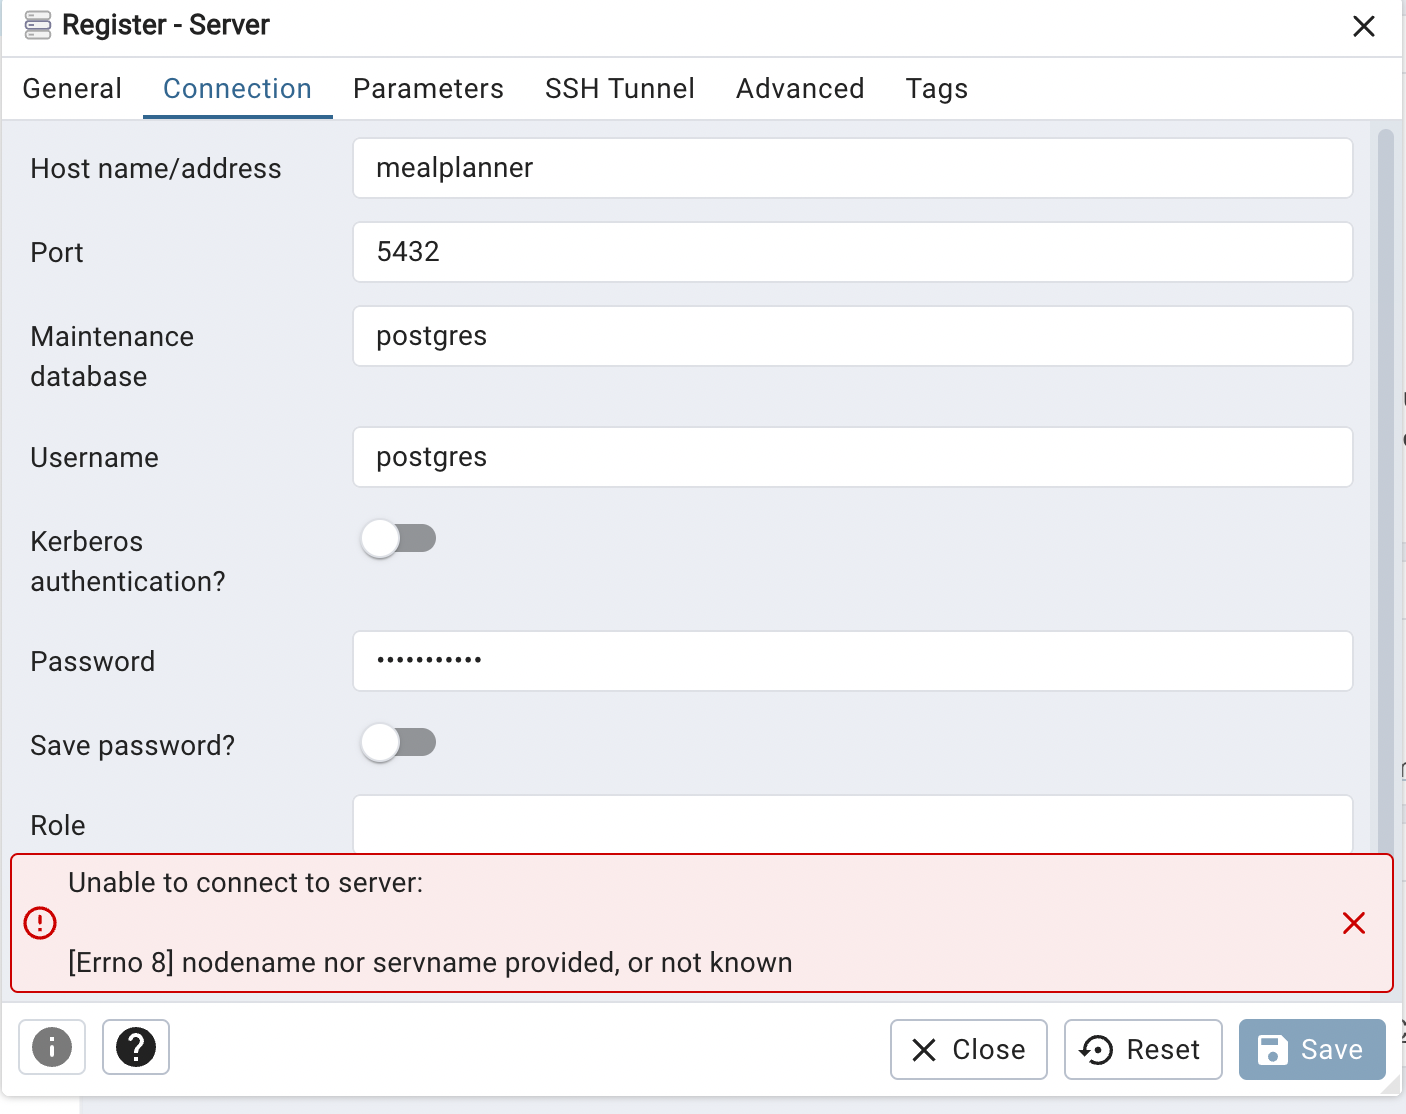 Register - Server
General Connection Parameters SSH Tunnel Advanced Tags
Host name/address mealplanner
Port 5432
Maintenance
database
postgres
Username postgres
Kerberos
authentication?
Password •••••••••••
Save password?
Role
Unable to connect to server:
[Errno 8] nodename nor servname provided, or not known
Close Reset Save